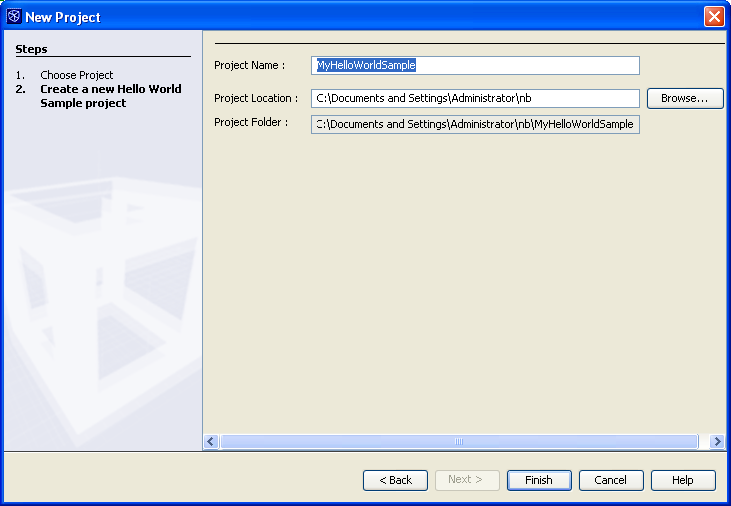 New Project
Steps
1. Choose Project
2. Create a new Hello World
Sample project
Project Name : MyHelloWorldSample
Project Location : C:\Documents and Settings\Administrator\nb Browse...
Project Folder : C:\Documents and Settings\Administrator\nb\MyHelloWorldSample
< Back Next > Finish Cancel Help